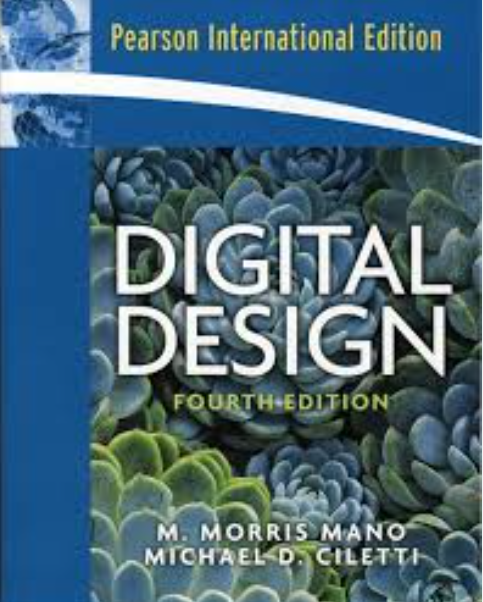 Pearson International Edition
DIGITAL
DESIGN
FOURTH EDITION
M. MORRIS MANO
MICHAEL D. CILETTI